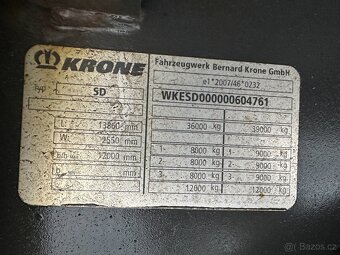 KRONE
Fahrzeugwerk Bernard Krone GmbH
e1*2007/46*0232
Typ SD
WKESD000000604761
L: 13860 mm 36000 kg 39000 kg
W: 2550 mm
12000 mm 1- 8000 kg 1- 9000 kg
b: mm 2- 8000 kg 2- 9000 kg
3- 8000 kg 3- 9000 kg
12000 kg 12000 kg
Bazoš.cz